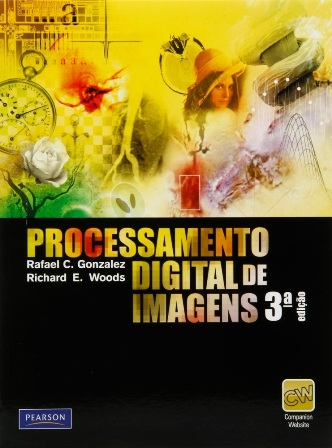 PROCESSAMENTO
Rafael C. Gonzalez
Richard E. Woods
DIGITAL DE
IMAGENS 3ª
edição
PEARSON
CW
Companion
Website